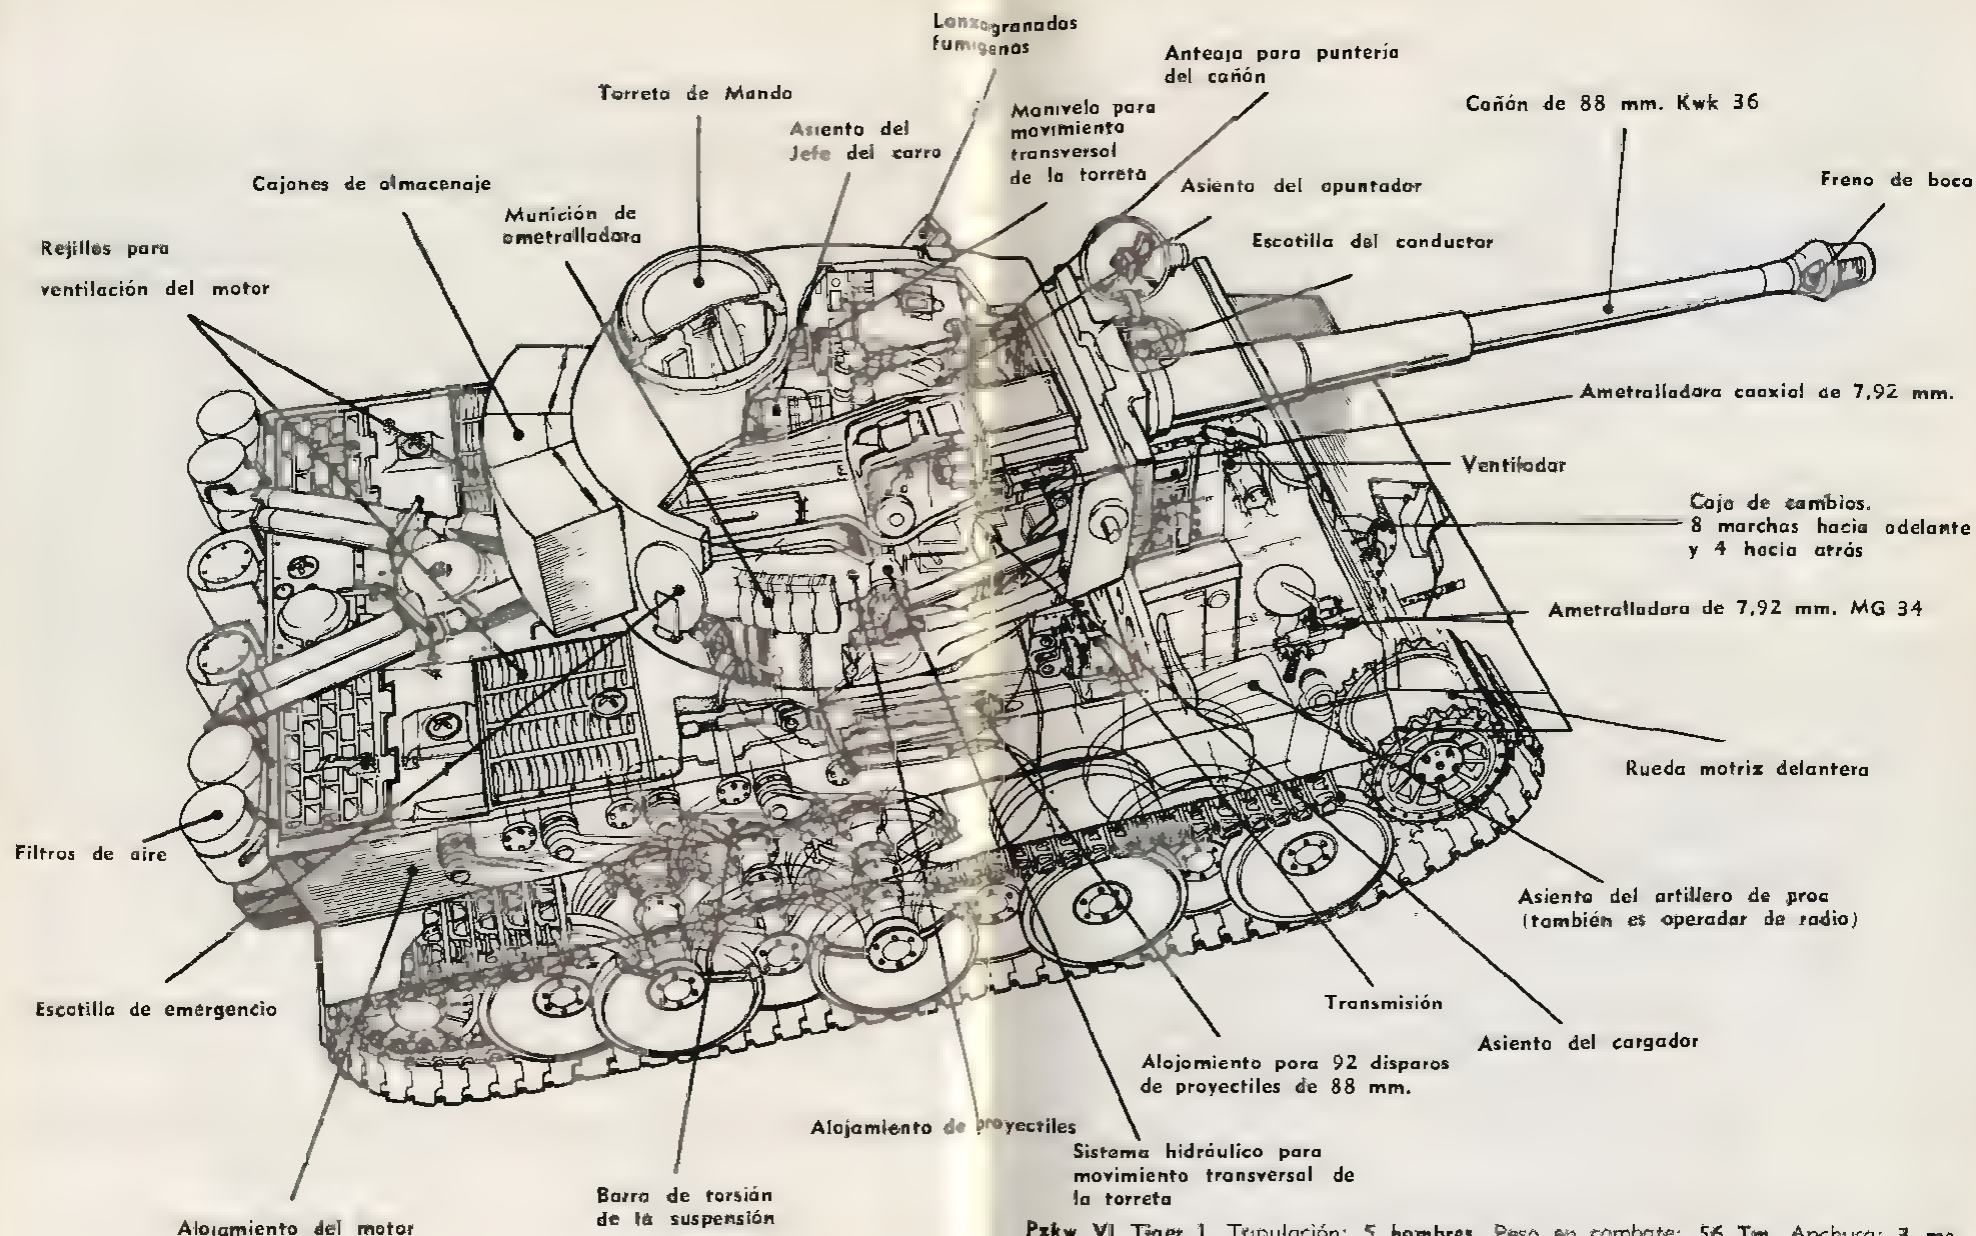 Lanzagranadas
fumígenas
Anteojo para puntería
del cañón
Torreta de Mando
Cañón de 88 mm. Kwk 36
Manivela para
movimiento
transversal
de la torreta
Asiento del
Jefe del carro
Freno de boca
Cajones de almacenaje
Asiento del apuntador
Munición de
ametralladora
Escotilla del conductor
Rejillas para
ventilación del motor
Ametralladora coaxial de 7,92 mm.
Ventilador
Caja de cambios.
8 marchas hacia adelante
y 4 hacia atrás
Ametralladora de 7,92 mm. MG 34
Rueda motriz delantera
Filtros de aire
Asiento del artillero de proa
(también es operador de radio)
Escotilla de emergencia
Transmisión
Asiento del cargador
Alojamiento para 92 disparos
de proyectiles de 88 mm.
Alojamiento de proyectiles
Sistema hidráulico para
movimiento transversal de
la torreta
Barra de torsión
de la suspensión
Alojamiento del motor
Pzkw VI Tiger I. Tripulación: 5 hombres. Peso en combate: 56 Tm. Anchura: 3